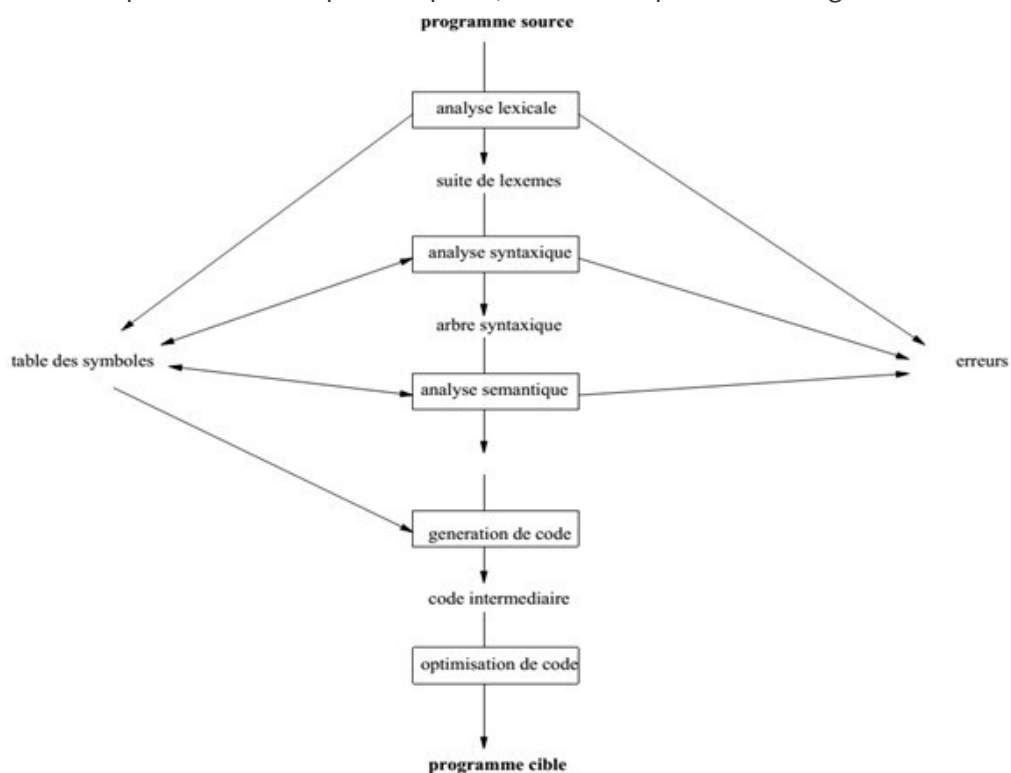 programme source
analyse lexicale
suite de lexemes
analyse syntaxique
arbre syntaxique
table des symboles
erreurs
analyse semantique
generation de code
code intermediaire
optimisation de code
programme cible